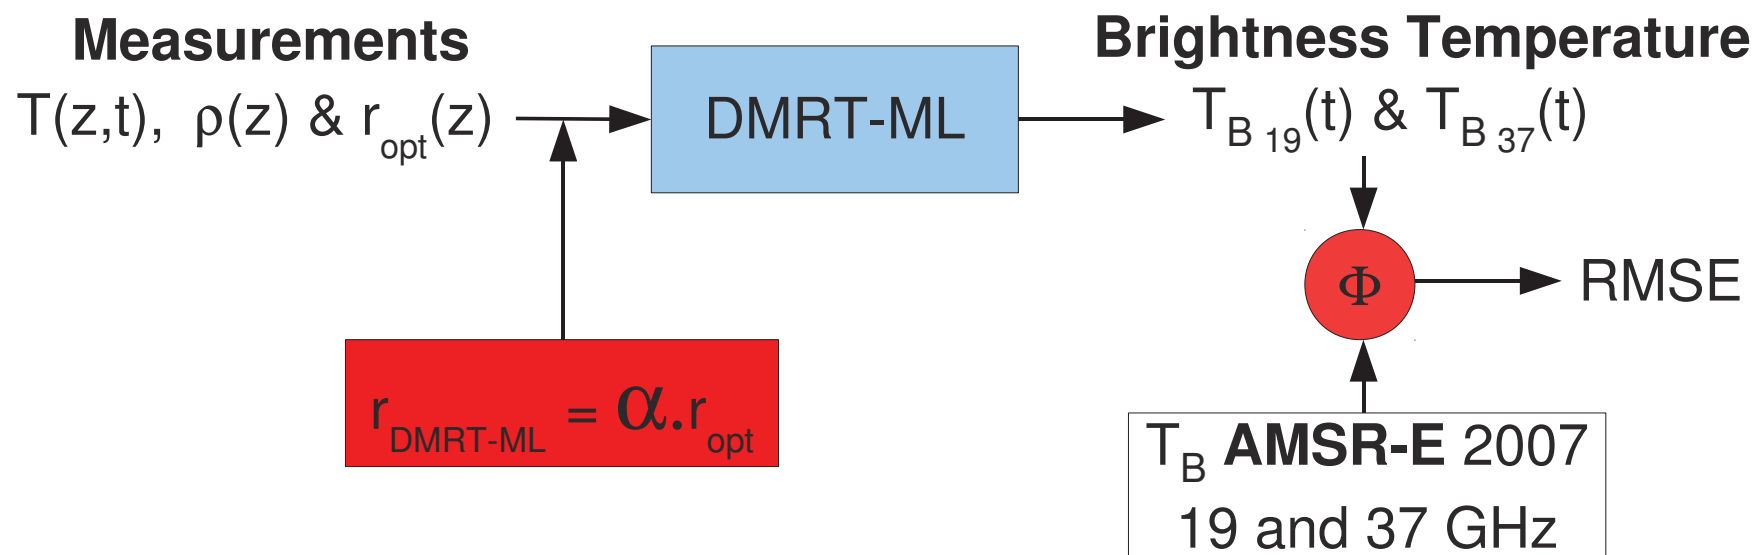 Measurements
T(z,t), ρ(z) & r_opt(z)
DMRT-ML
Brightness Temperature
T_B 19(t) & T_B 37(t)
Φ
RMSE
r_DMRT-ML = α.r_opt
T_B AMSR-E 2007
19 and 37 GHz